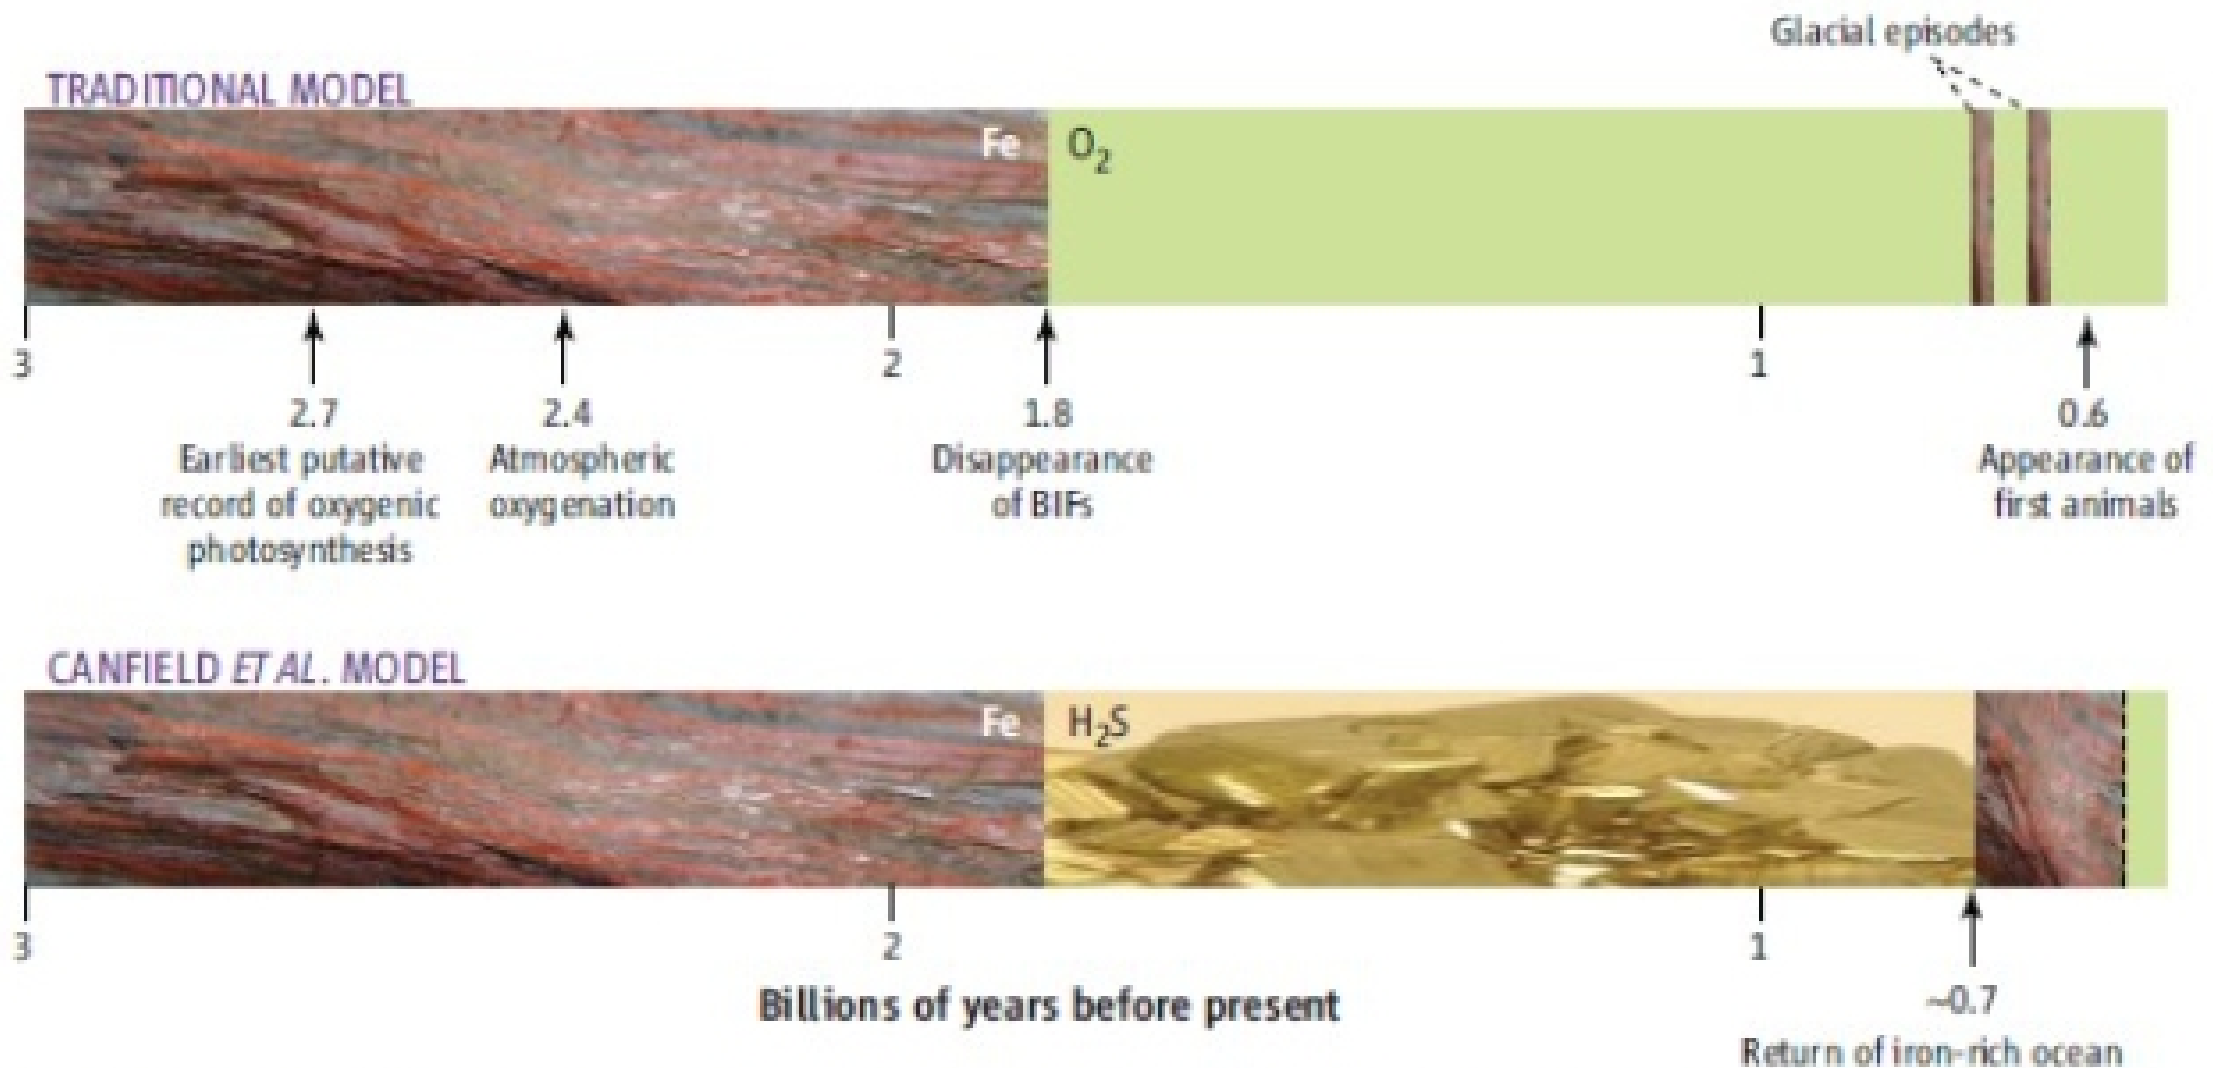 Glacial episodes
TRADITIONAL MODEL
Fe
O2
3
2
1
2.7
Earliest putative
record of oxygenic
photosynthesis
2.4
Atmospheric
oxygenation
1.8
Disappearance
of BIFs
0.6
Appearance of
first animals
CANFIELD ET AL. MODEL
Fe
H2S
3
2
1
Billions of years before present
~0.7
Return of iron-rich ocean